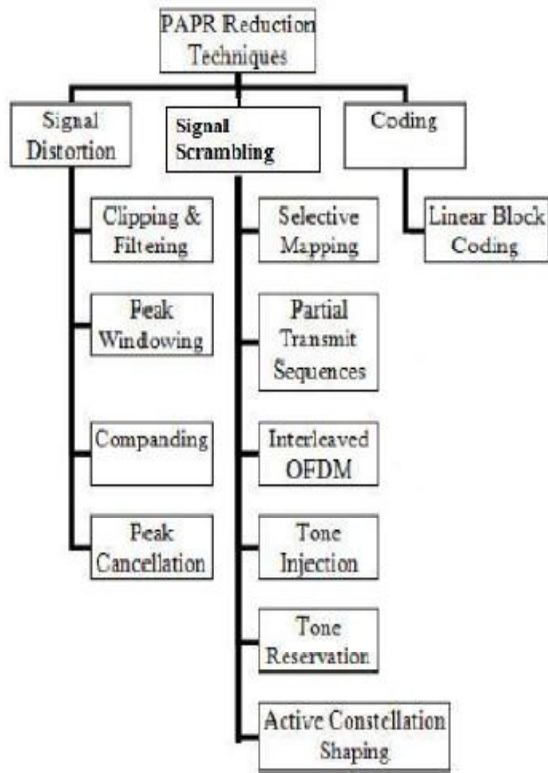 PAPR Reduction
Techniques
Signal
Distortion
Signal
Scrambling
Coding
Clipping &
Filtering
Selective
Mapping
Linear Block
Coding
Peak
Windowing
Partial
Transmit
Sequences
Companding
Interleaved
OFDM
Peak
Cancellation
Tone
Injection
Tone
Reservation
Active Constellation
Shaping